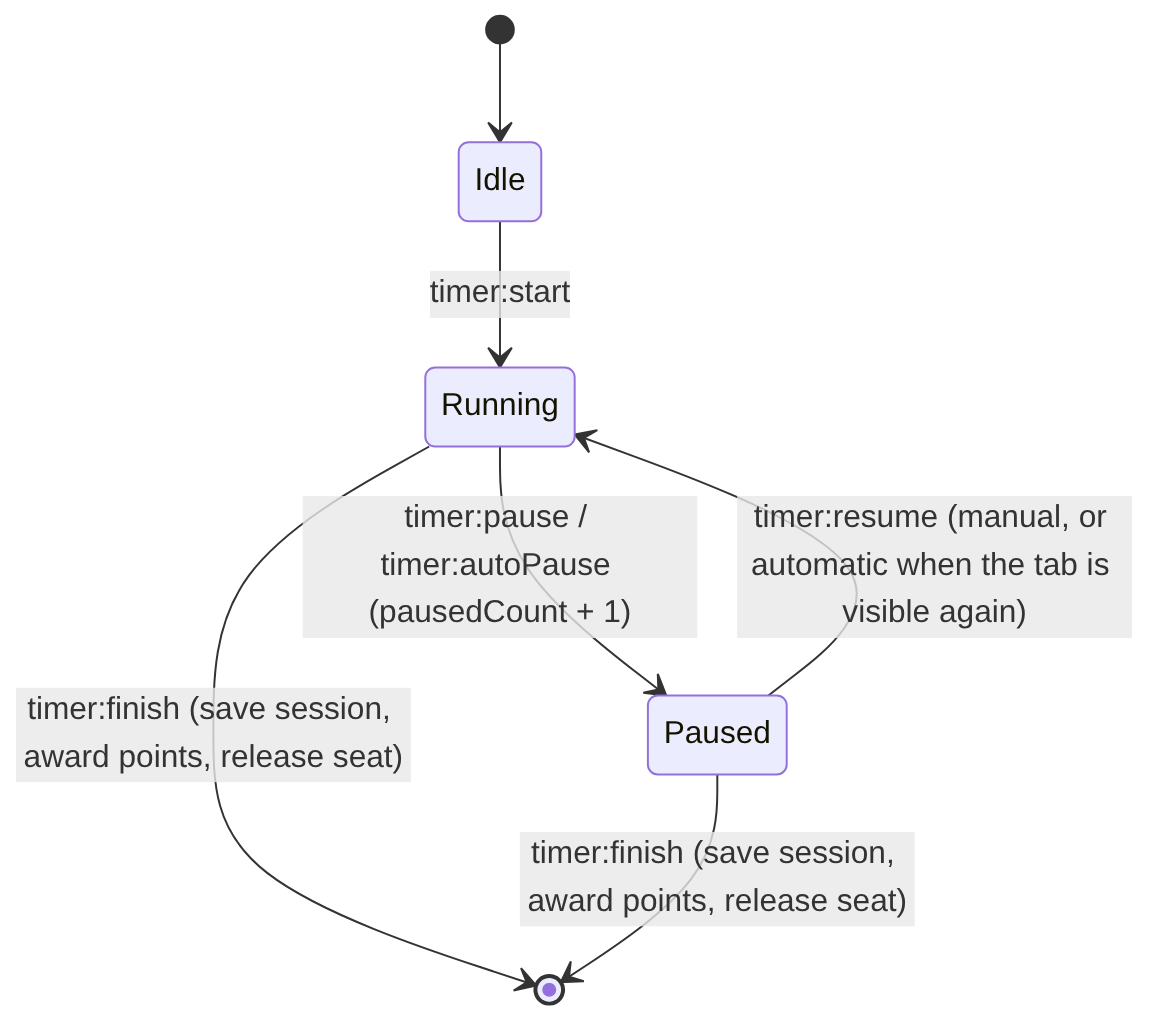 Idle
timer:start
Running
timer:pause /
timer:autoPause
(pausedCount + 1)
timer:resume (manual, or
automatic when the tab is
visible again)
timer:finish (save session,
award points, release seat)
Paused
timer:finish (save session,
award points, release seat)